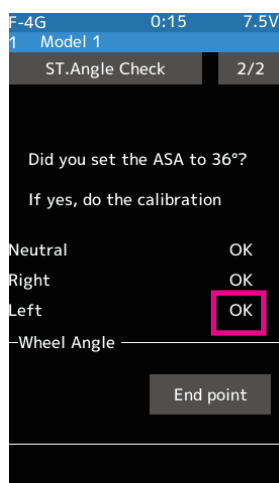 F-4G 0:15 7.5V
1 Model 1
ST.Angle Check 2/2
Did you set the ASA to 36°?
If yes, do the calibration
Neutral OK
Right OK
Left OK
Wheel Angle
End point